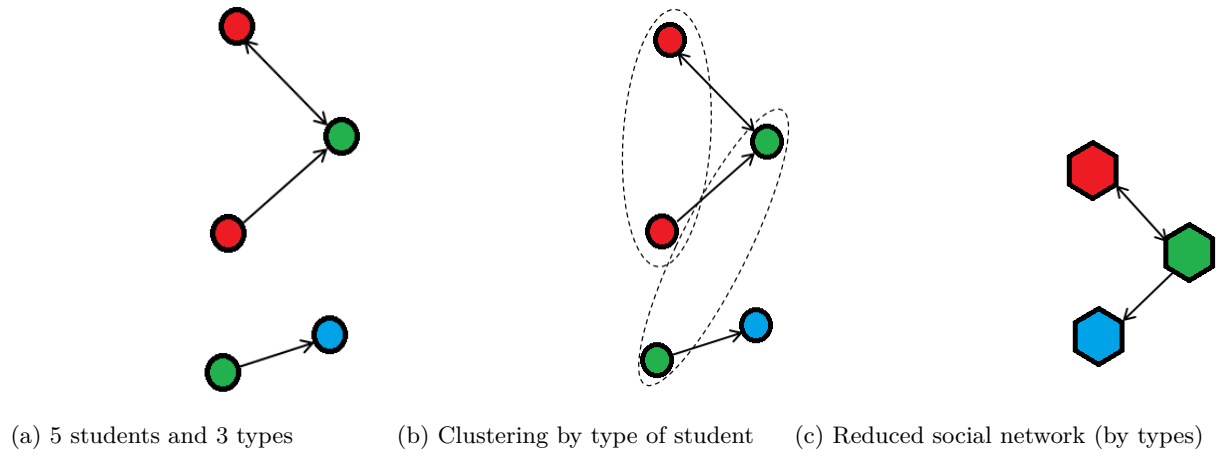 (a) 5 students and 3 types
(b) Clustering by type of student
(c) Reduced social network (by types)